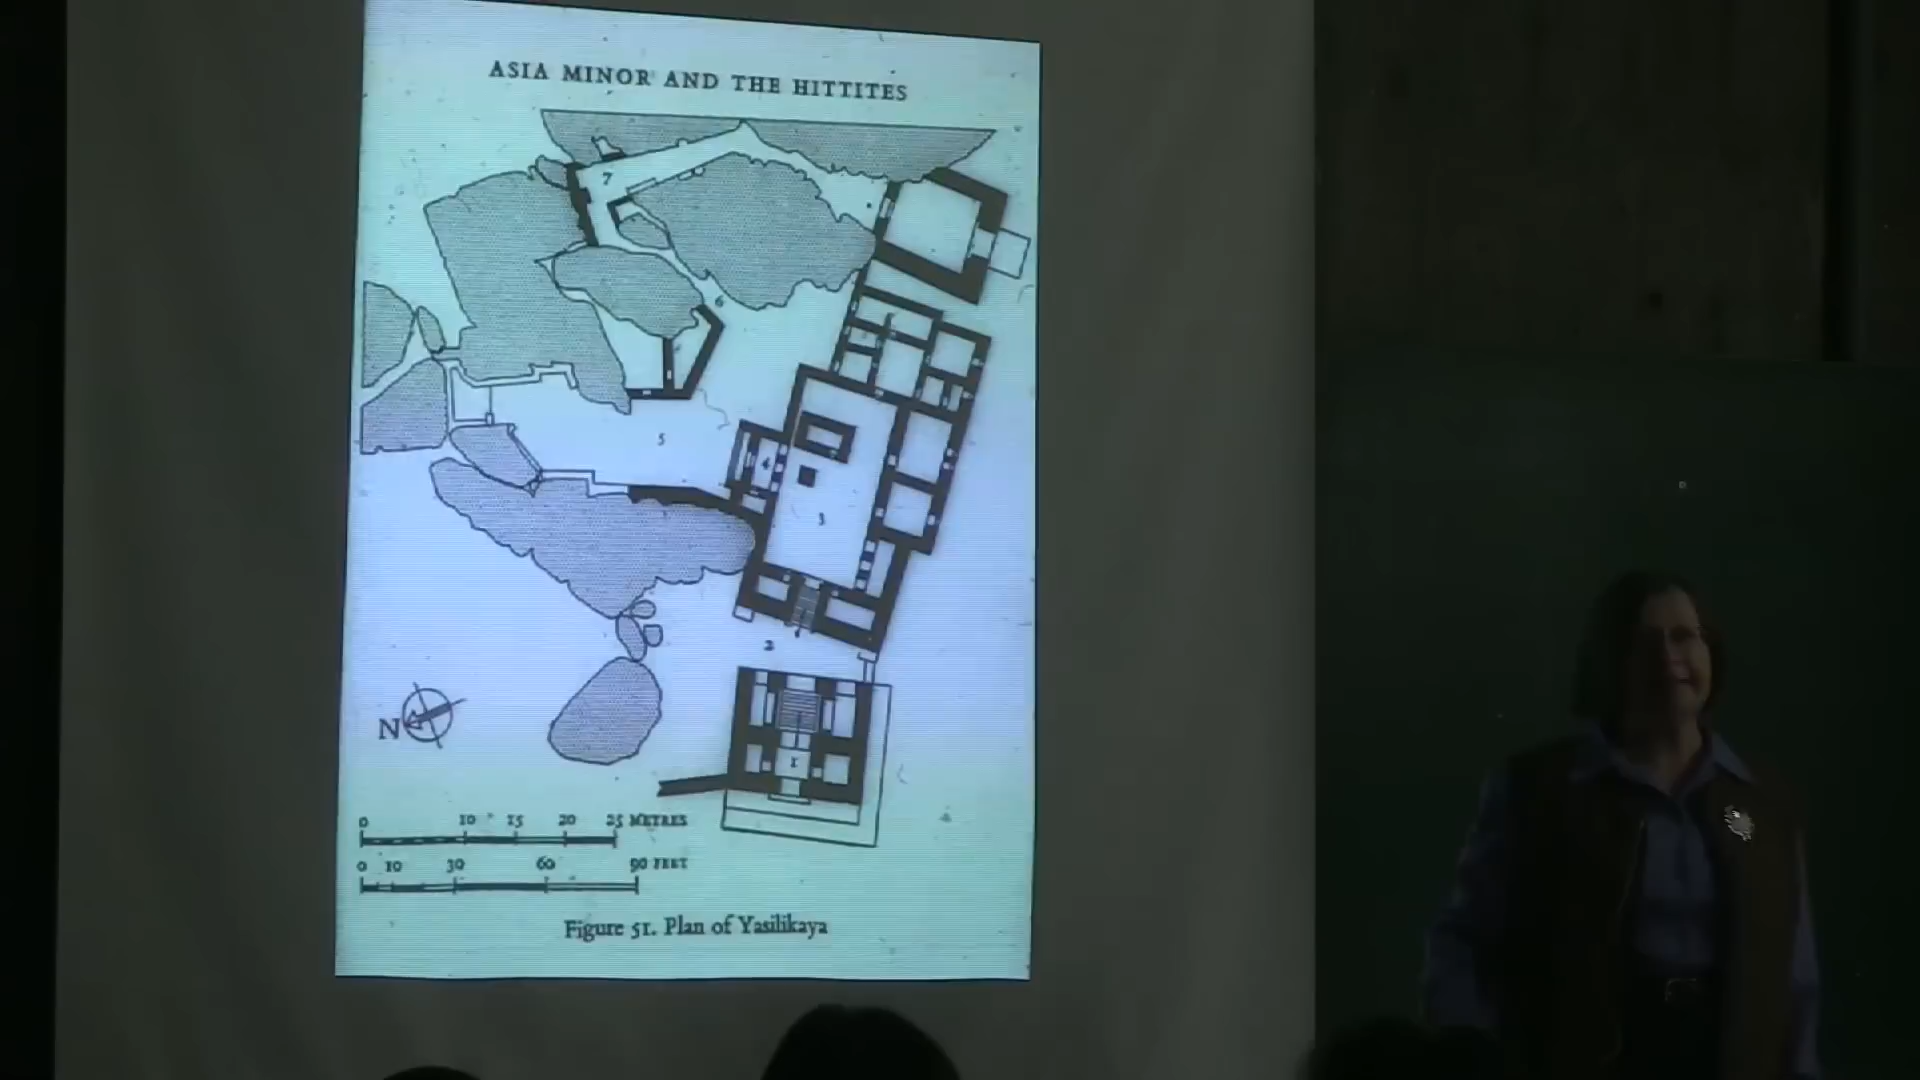 ASIA MINOR AND THE HITTITES
7
6
5
4
3
2
N
1
0 10 15 20 25 METRES
0 10 30 60 90 FEET
Figure 51. Plan of Yasilikaya